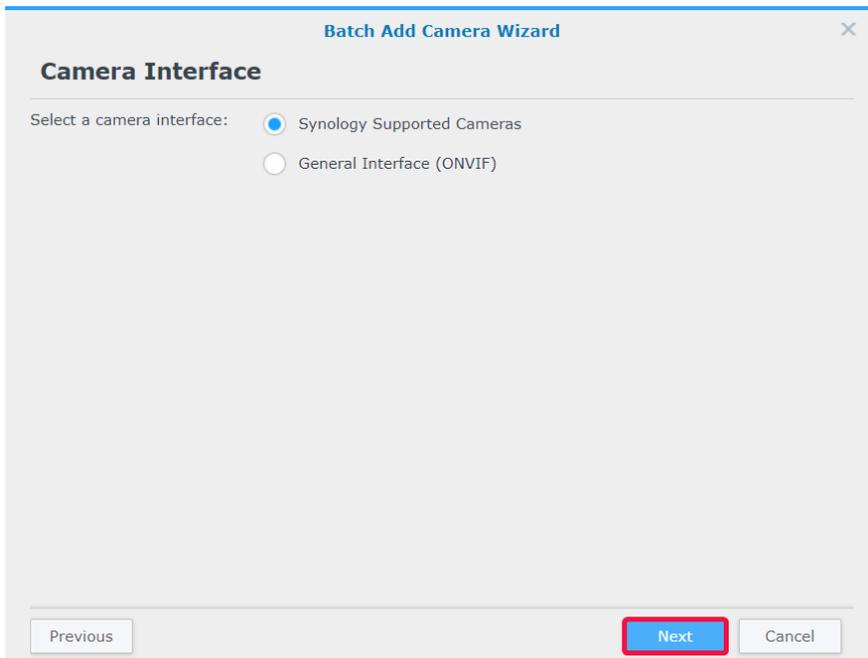 Batch Add Camera Wizard
Camera Interface
Select a camera interface:
Synology Supported Cameras
General Interface (ONVIF)
Previous
Next
Cancel